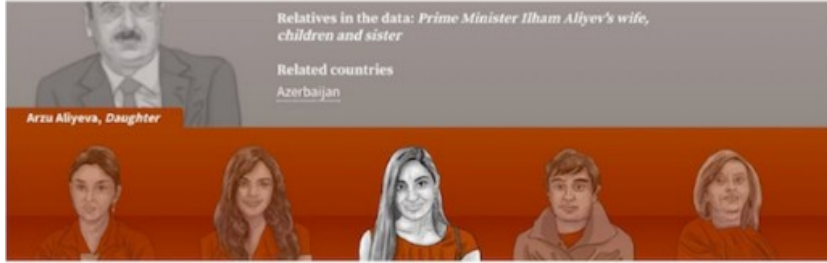 Relatives in the data: Prime Minister Ilham Aliyev's wife,
children and sister
Related countries
Azerbaijan
Arzu Aliyeva, Daughter